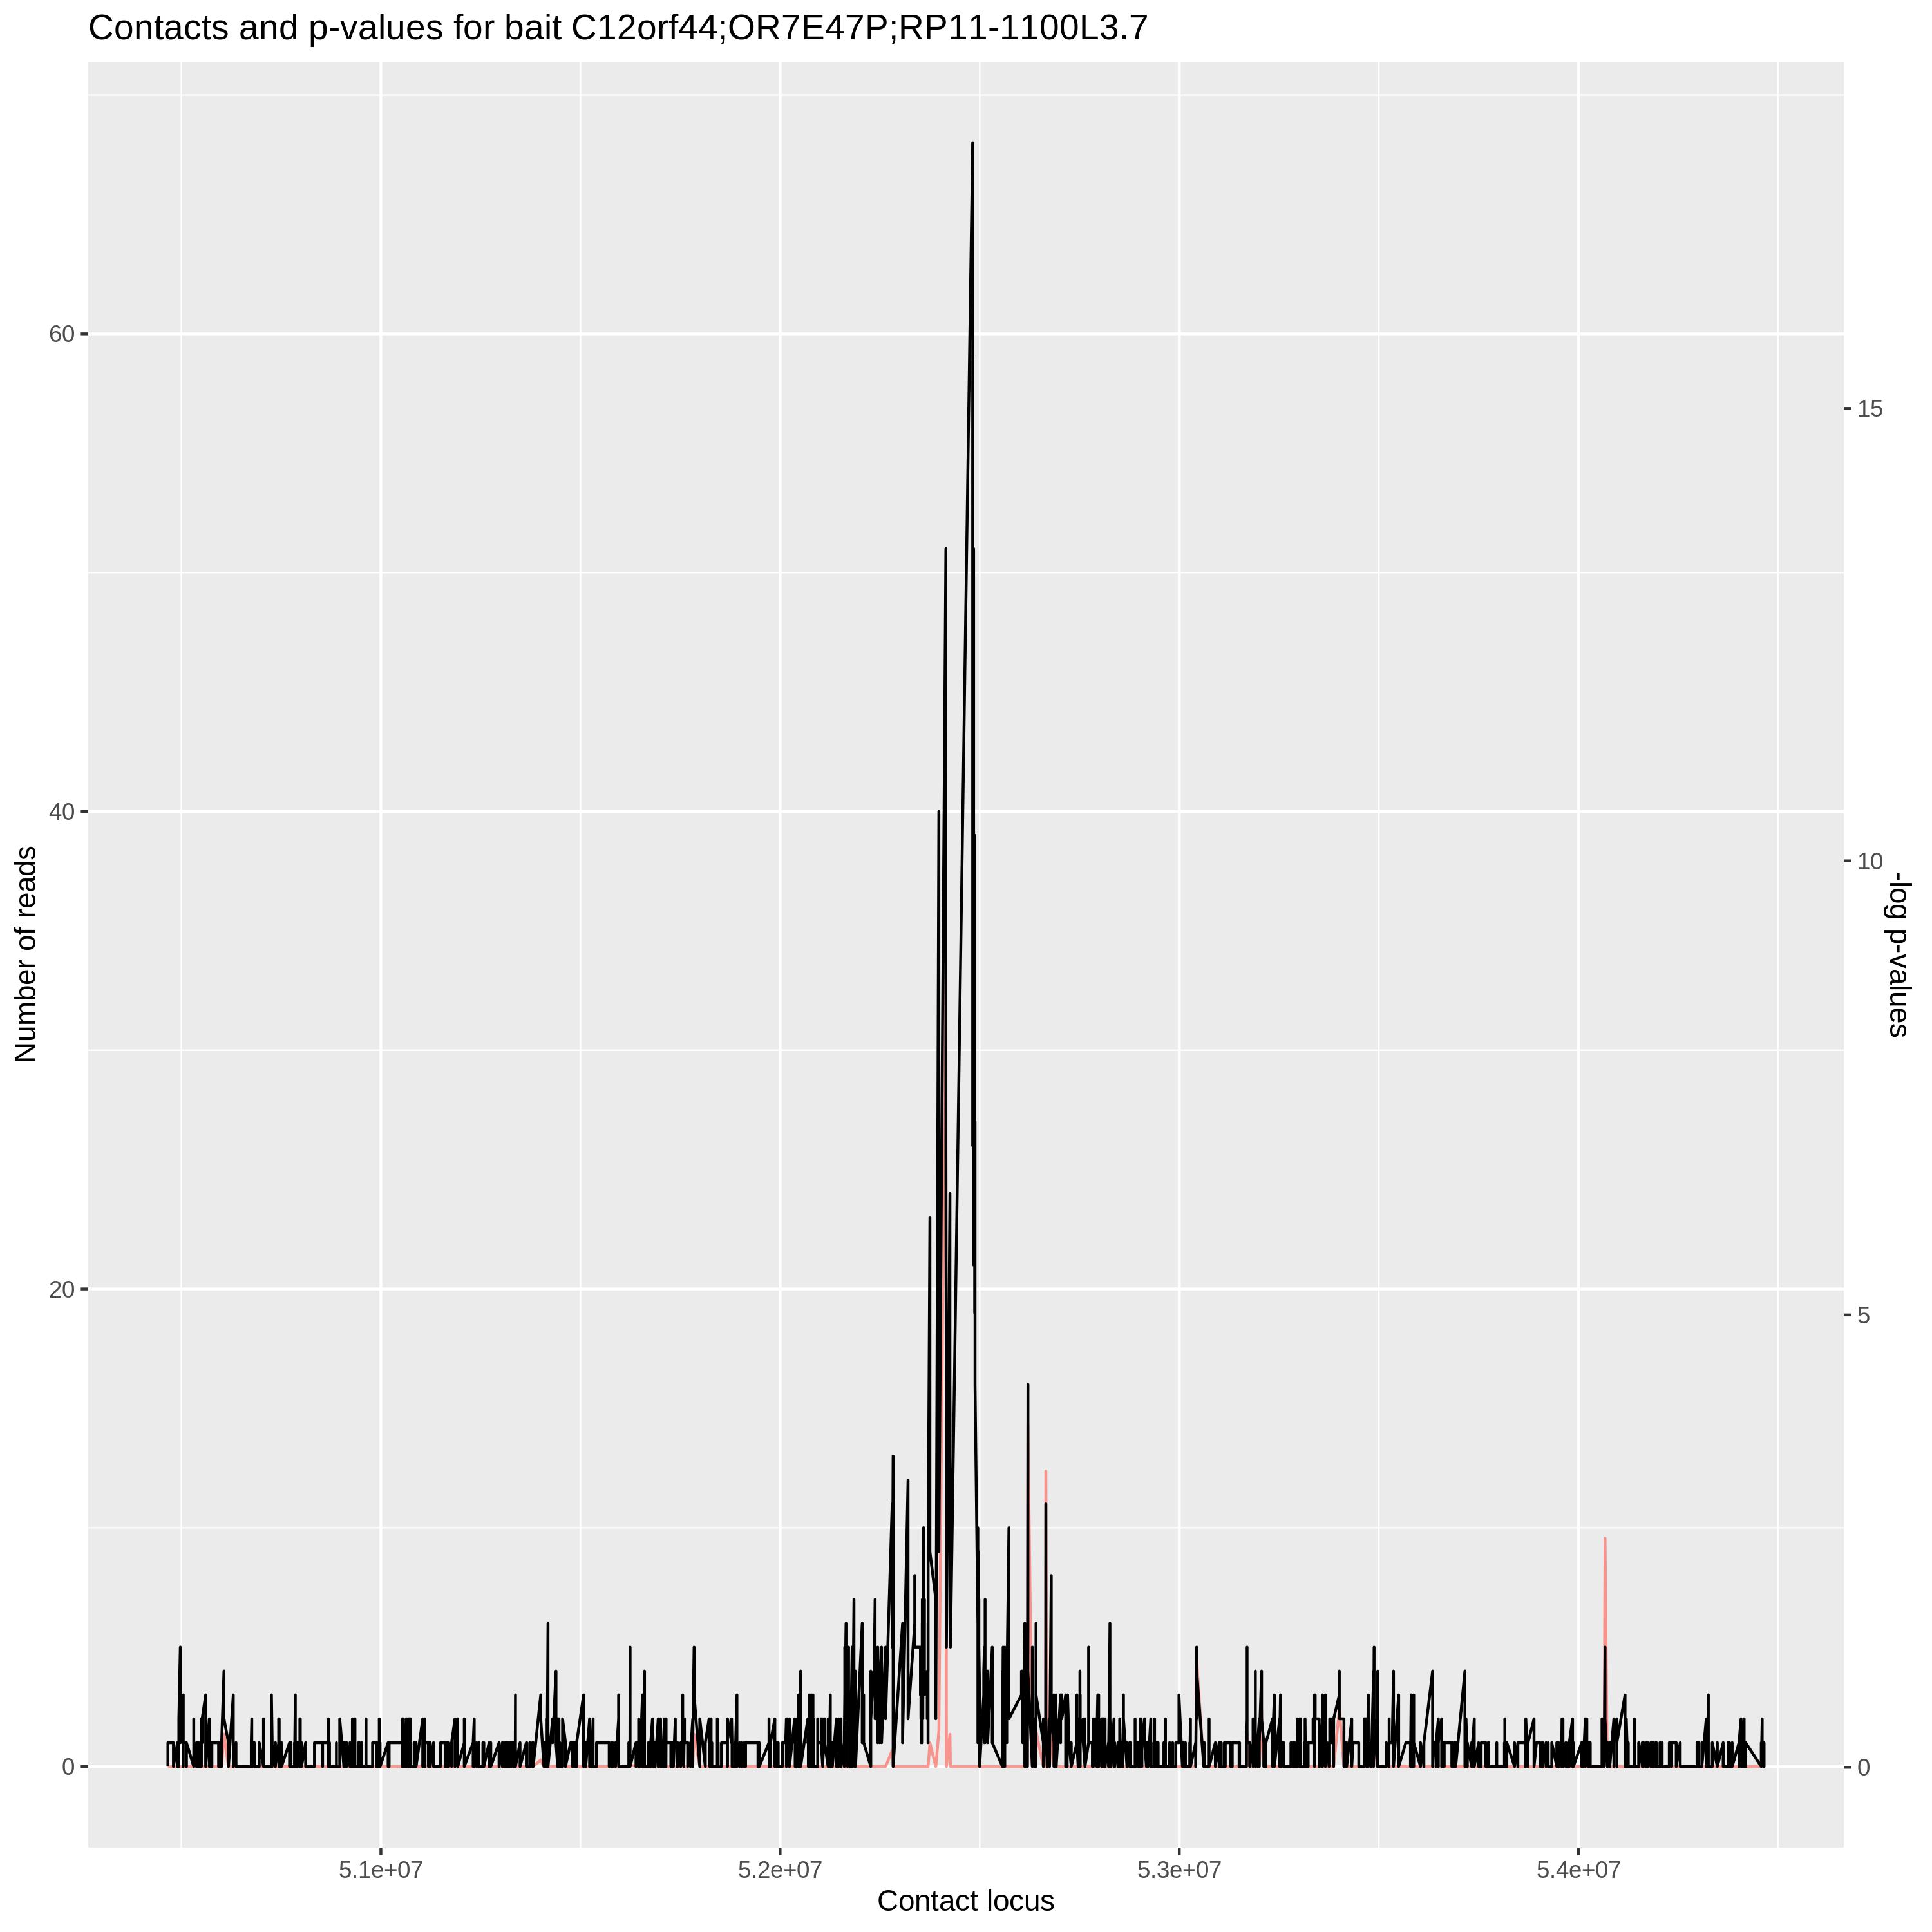 Contacts and p-values for bait C12orf44;OR7E47P;RP11-1100L3.7
60
40
20
0
Number of reads
15
10
5
0
-log p-values
5.1e+07 5.2e+07 5.3e+07 5.4e+07
Contact locus